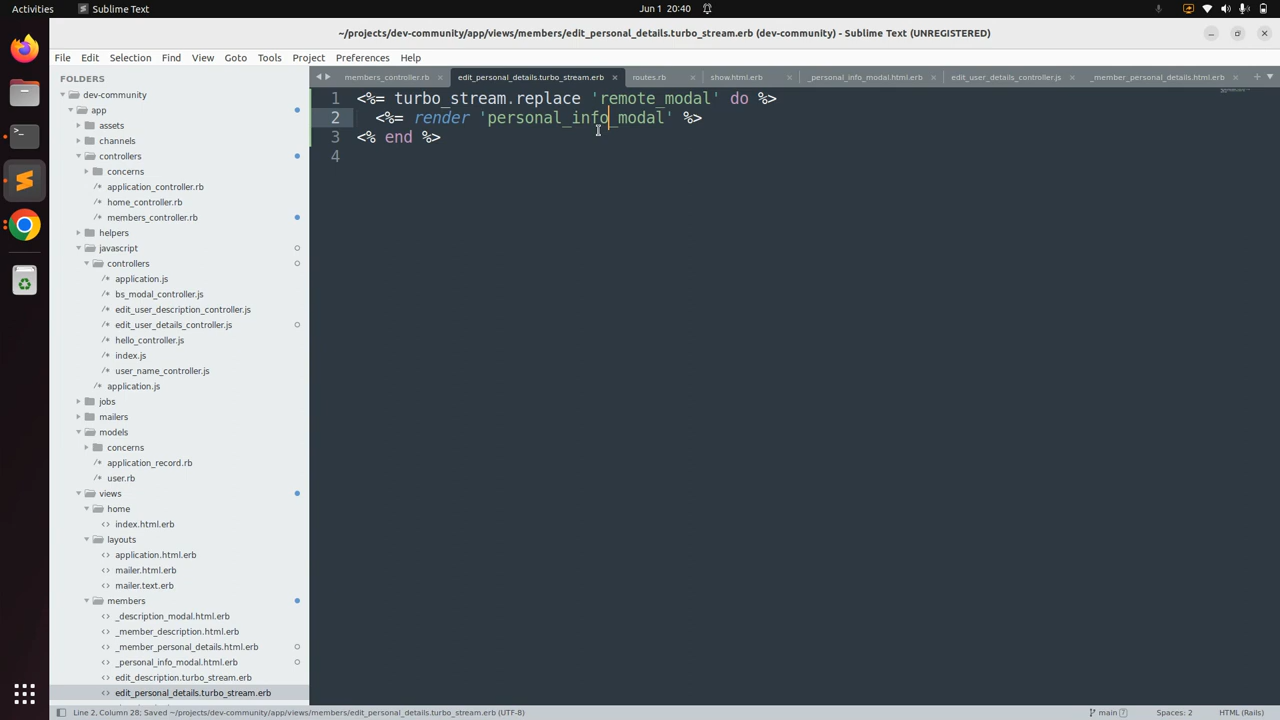 Activities
Sublime Text
Jun 1 20:40
~/projects/dev-community/app/views/members/edit_personal_details.turbo_stream.erb (dev-community) - Sublime Text (UNREGISTERED)
File Edit Selection Find View Goto Tools Project Preferences Help
FOLDERS
dev-community
app
assets
channels
controllers
concerns
/* application_controller.rb
/* home_controller.rb
/* members_controller.rb
helpers
javascript
controllers
/* application.js
/* bs_modal_controller.js
/* edit_user_description_controller.js
/* edit_user_details_controller.js
/* hello_controller.js
/* index.js
/* user_name_controller.js
/* application.js
jobs
mailers
models
concerns
/* application_record.rb
/* user.rb
views
home
<> index.html.erb
layouts
<> application.html.erb
<> mailer.html.erb
<> mailer.text.erb
members
<> _description_modal.html.erb
<> _member_description.html.erb
<> _member_personal_details.html.erb
<> _personal_info_modal.html.erb
<> edit_description.turbo_stream.erb
<> edit_personal_details.turbo_stream.erb
members_controller.rb
edit_personal_details.turbo_stream.erb
routes.rb
show.html.erb
_personal_info_modal.html.erb
edit_user_details_controller.js
_member_personal_details.html.erb
1 <%= turbo_stream.replace 'remote_modal' do %>
2 <%= render 'personal_info_modal' %>
3 <% end %>
4
Line 2, Column 28; Saved ~/projects/dev-community/app/views/members/edit_personal_details.turbo_stream.erb (UTF-8)
main 7
Spaces: 2
HTML (Rails)